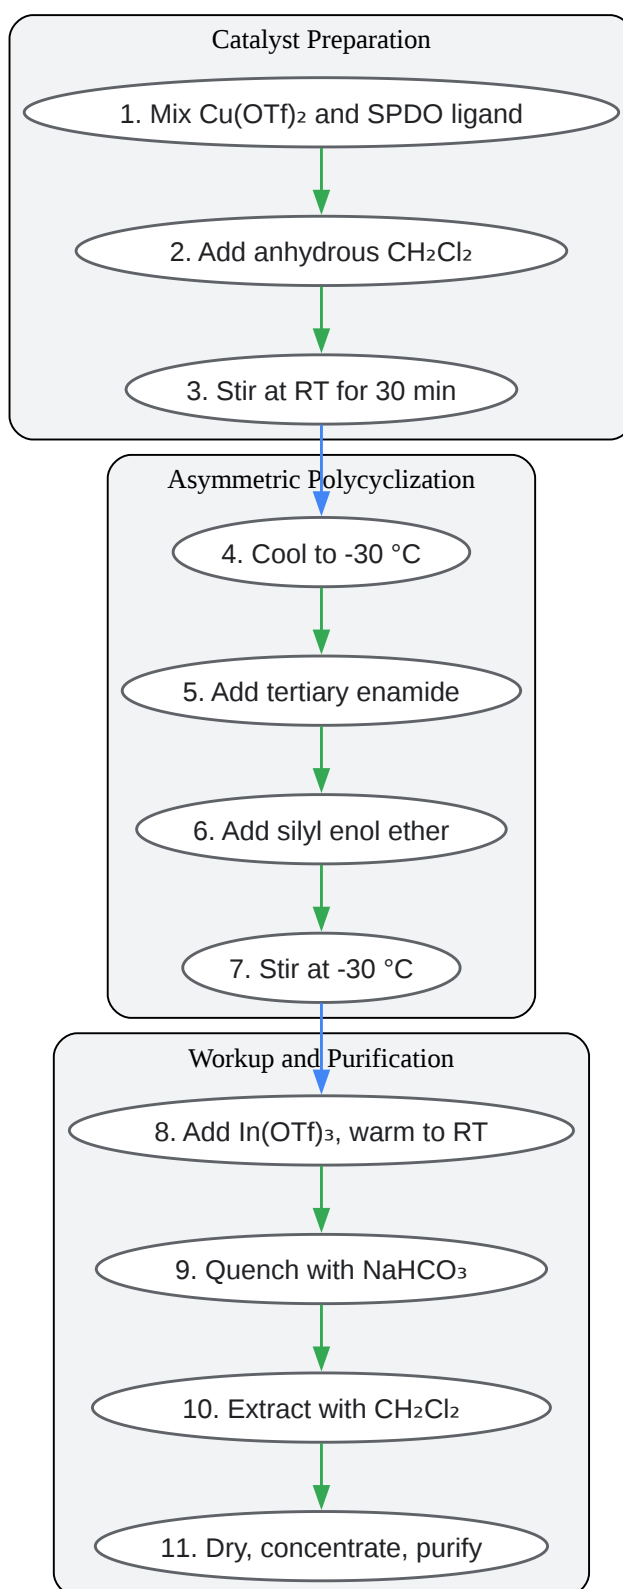 Catalyst Preparation
1. Mix Cu(OTf)₂ and SPDO ligand
2. Add anhydrous CH₂Cl₂
3. Stir at RT for 30 min
Asymmetric Polycyclization
4. Cool to -30 °C
5. Add tertiary enamide
6. Add silyl enol ether
7. Stir at -30 °C
Workup and Purification
8. Add In(OTf)₃, warm to RT
9. Quench with NaHCO₃
10. Extract with CH₂Cl₂
11. Dry, concentrate, purify